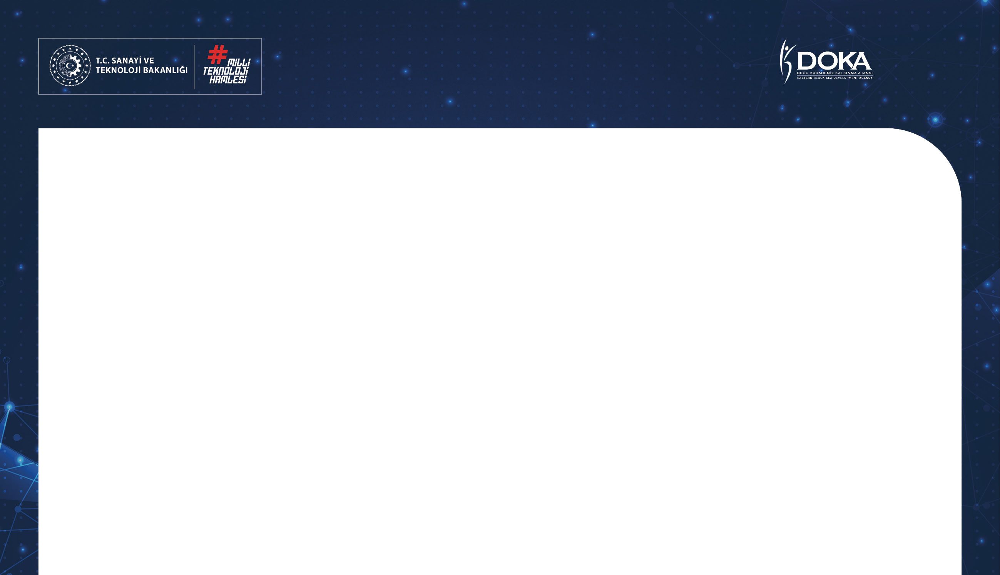 T.C. SANAYİ VE
TEKNOLOJİ BAKANLIĞI
#
MİLLİ
TEKNOLOJİ
HAMLESİ
DOKA
DOĞU KARADENİZ KALKINMA AJANSI
EASTERN BLACK SEA DEVELOPMENT AGENCY